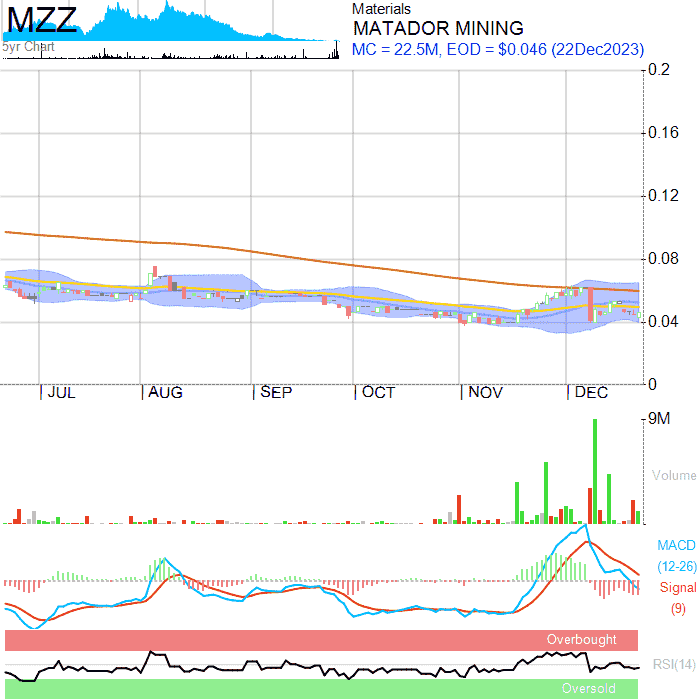 MZZ
5yr Chart
Materials
MATADOR MINING
MC = 22.5M, EOD = $0.046 (22Dec2023)
0.2
0.16
0.12
0.08
0.04
0
JUL AUG SEP OCT NOV DEC
9M
Volume
MACD
(12-26)
Signal
(9)
Overbought
RSI(14)
Oversold